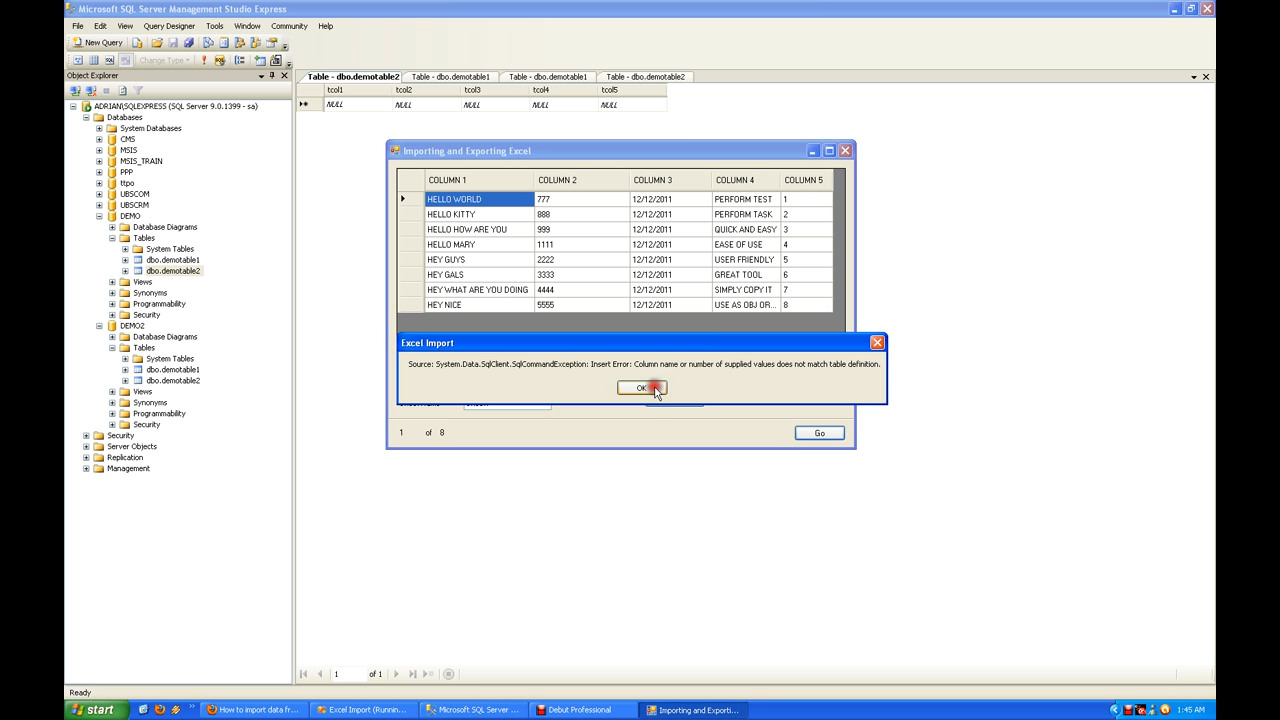 Microsoft SQL Server Management Studio Express
File Edit View Query Designer Tools Window Community Help
New Query
Change Type
Object Explorer
Table - dbo.demotable2 Table - dbo.demotable1 Table - dbo.demotable1 Table - dbo.demotable2
tcol1 tcol2 tcol3 tcol4 tcol5
NULL NULL NULL NULL NULL
ADRIAN\SQLEXPRESS (SQL Server 9.0.1399 - sa)
Databases
System Databases
CMS
MSIS
MSIS_TRAIN
PPP
ttpo
UBSCOM
UBSCRM
DEMO
Database Diagrams
Tables
System Tables
dbo.demotable1
dbo.demotable2
Views
Synonyms
Programmability
Security
DEMO2
Database Diagrams
Tables
System Tables
dbo.demotable1
dbo.demotable2
Views
Synonyms
Programmability
Security
Security
Server Objects
Replication
Management
Importing and Exporting Excel
COLUMN 1 COLUMN 2 COLUMN 3 COLUMN 4 COLUMN 5
HELLO WORLD 777 12/12/2011 PERFORM TEST 1
HELLO KITTY 888 12/12/2011 PERFORM TASK 2
HELLO HOW ARE YOU 999 12/12/2011 QUICK AND EASY 3
HELLO MARY 1111 12/12/2011 EASE OF USE 4
HEY GUYS 2222 12/12/2011 USER FRIENDLY 5
HEY GALS 3333 12/12/2011 GREAT TOOL 6
HEY WHAT ARE YOU DOING 4444 12/12/2011 SIMPLY COPY IT 7
HEY NICE 5555 12/12/2011 USE AS OBJ OR... 8
Excel Import
Source: System.Data.SqlClient.SqlCommandException: Insert Error: Column name or number of supplied values does not match table definition.
OK
1 of 8 Go
1 of 1
Ready
start How to import data fr... Excel Import (Runnin... Microsoft SQL Server ... Debut Professional Importing and Exporti... 1:45 AM